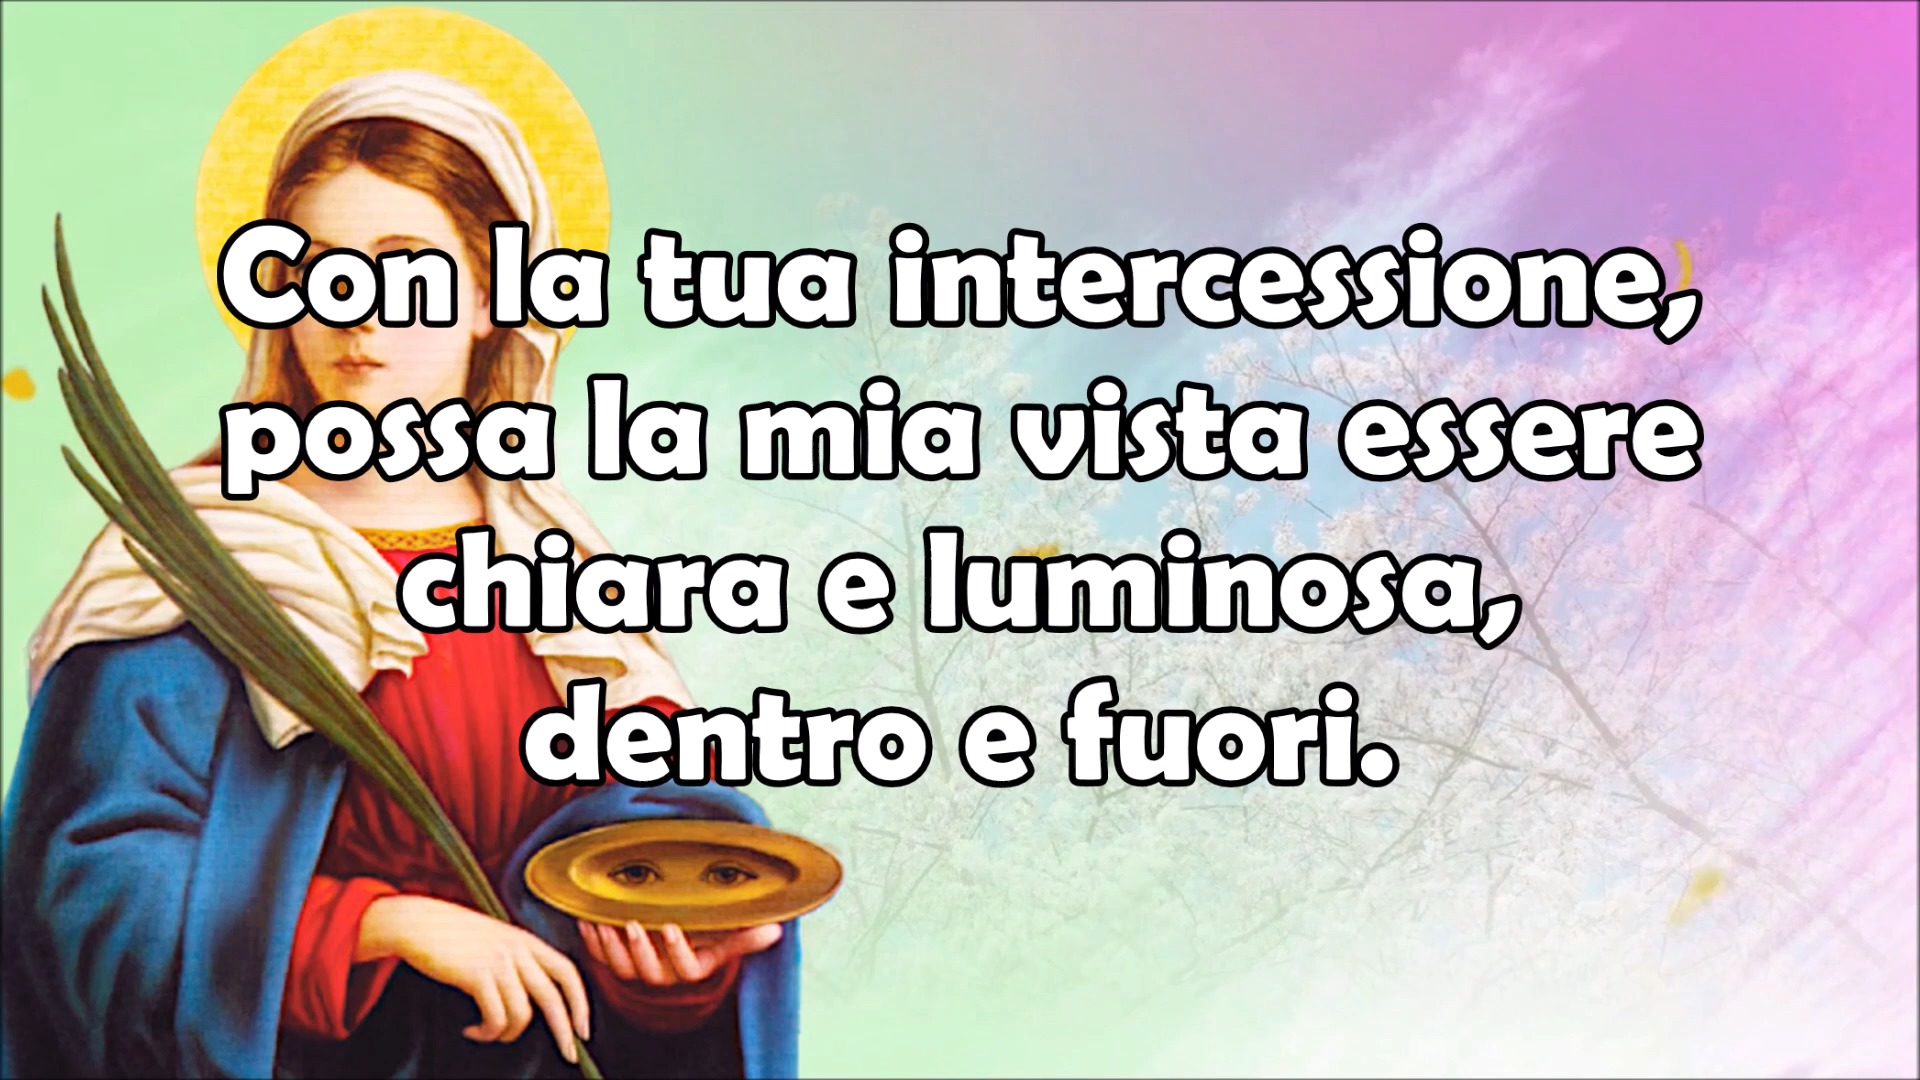 Con la tua intercessione,
possa la mia vista essere
chiara e luminosa,
dentro e fuori.